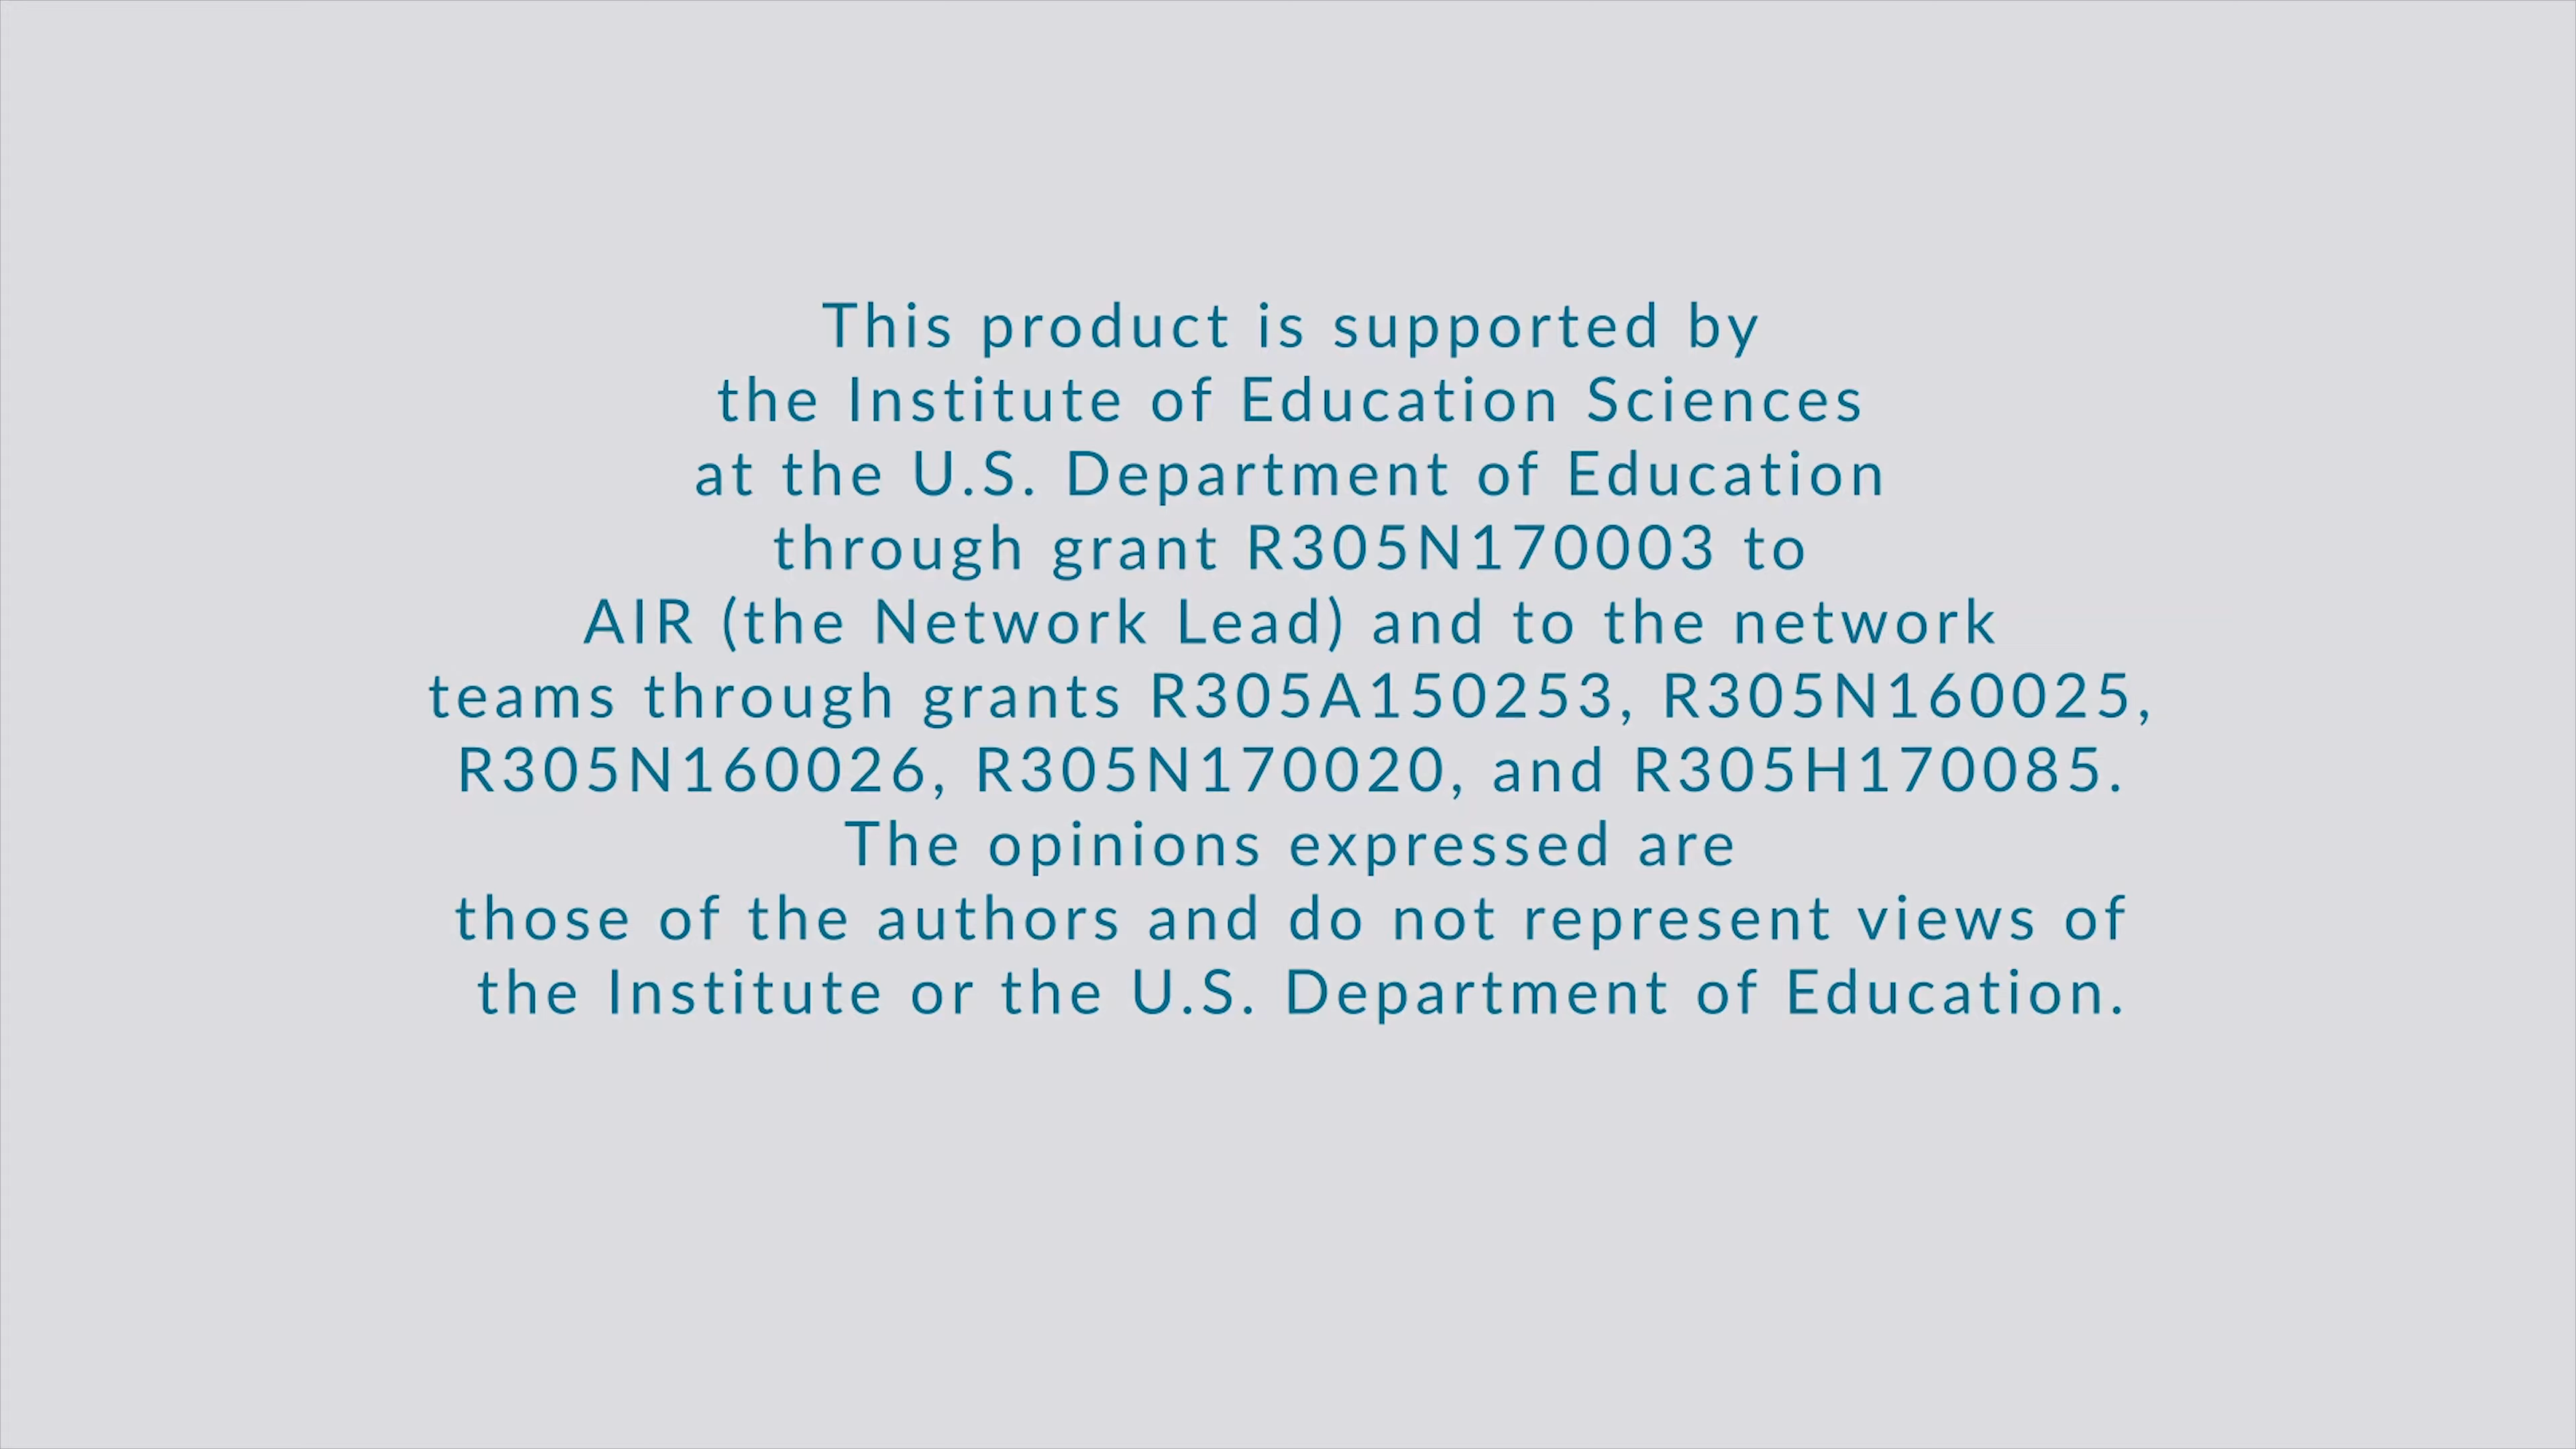 This product is supported by
the Institute of Education Sciences
at the U.S. Department of Education
through grant R305N170003 to
AIR (the Network Lead) and to the network
teams through grants R305A150253, R305N160025,
R305N160026, R305N170020, and R305H170085.
The opinions expressed are
those of the authors and do not represent views of
the Institute or the U.S. Department of Education.